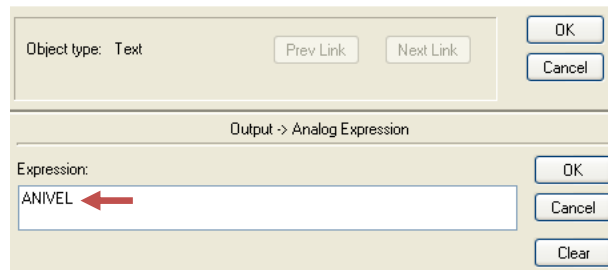 OK
Object type: Text Prev Link Next Link
Cancel
Output -> Analog Expression
Expression:
OK
ANIVEL
Cancel
Clear